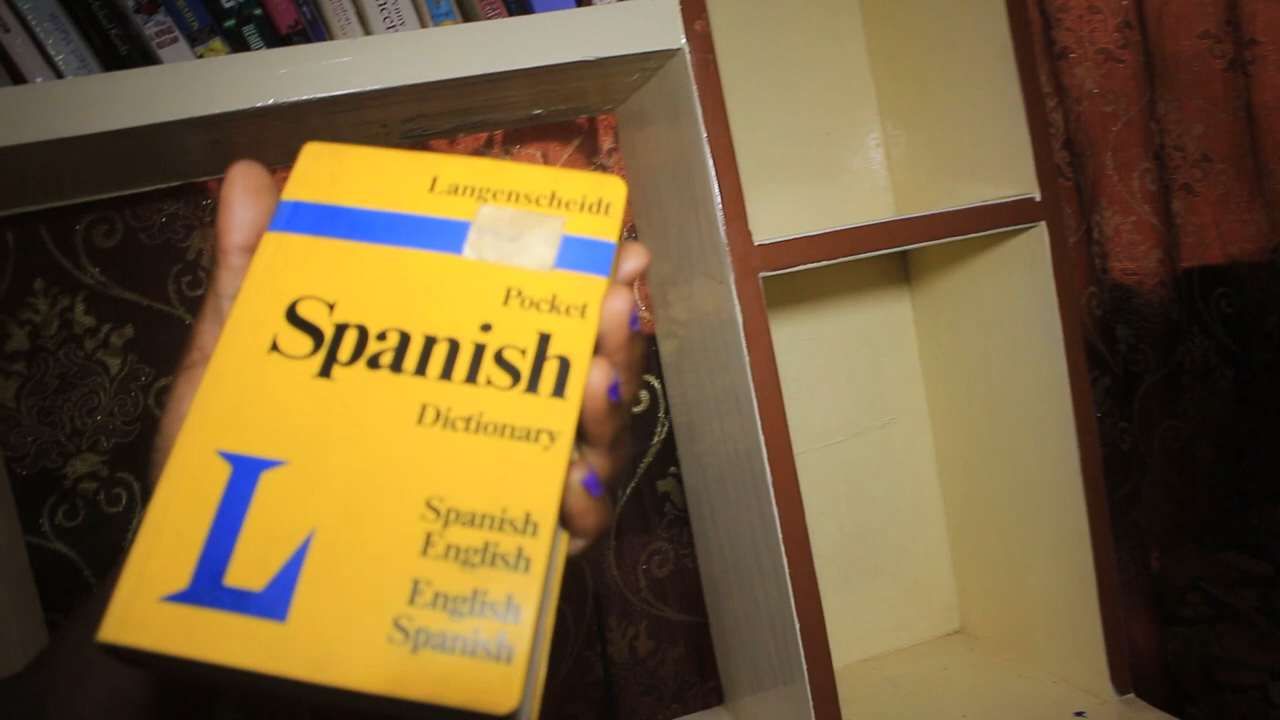 Langenscheidt
Pocket
Spanish
Dictionary
L
Spanish
English
English
Spanish